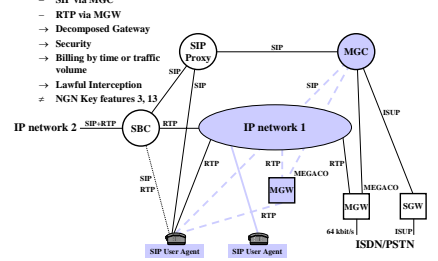 – SIP via MGC
– RTP via MGW
→ Decomposed Gateway
→ Security
→ Billing by time or traffic
volume
→ Lawful Interception
≠ NGN Key features 3, 13
SIP
Proxy
SIP
MGC
SIP
SIP
SIP
ISUP
IP network 2
SIP+RTP
SBC
RTP
IP network 1
RTP
RTP
RTP
MEGACO
MEGACO
SIP
RTP
MGW
RTP
MGW
SGW
64 kbit/s
ISUP
ISDN/PSTN
SIP User Agent
SIP User Agent